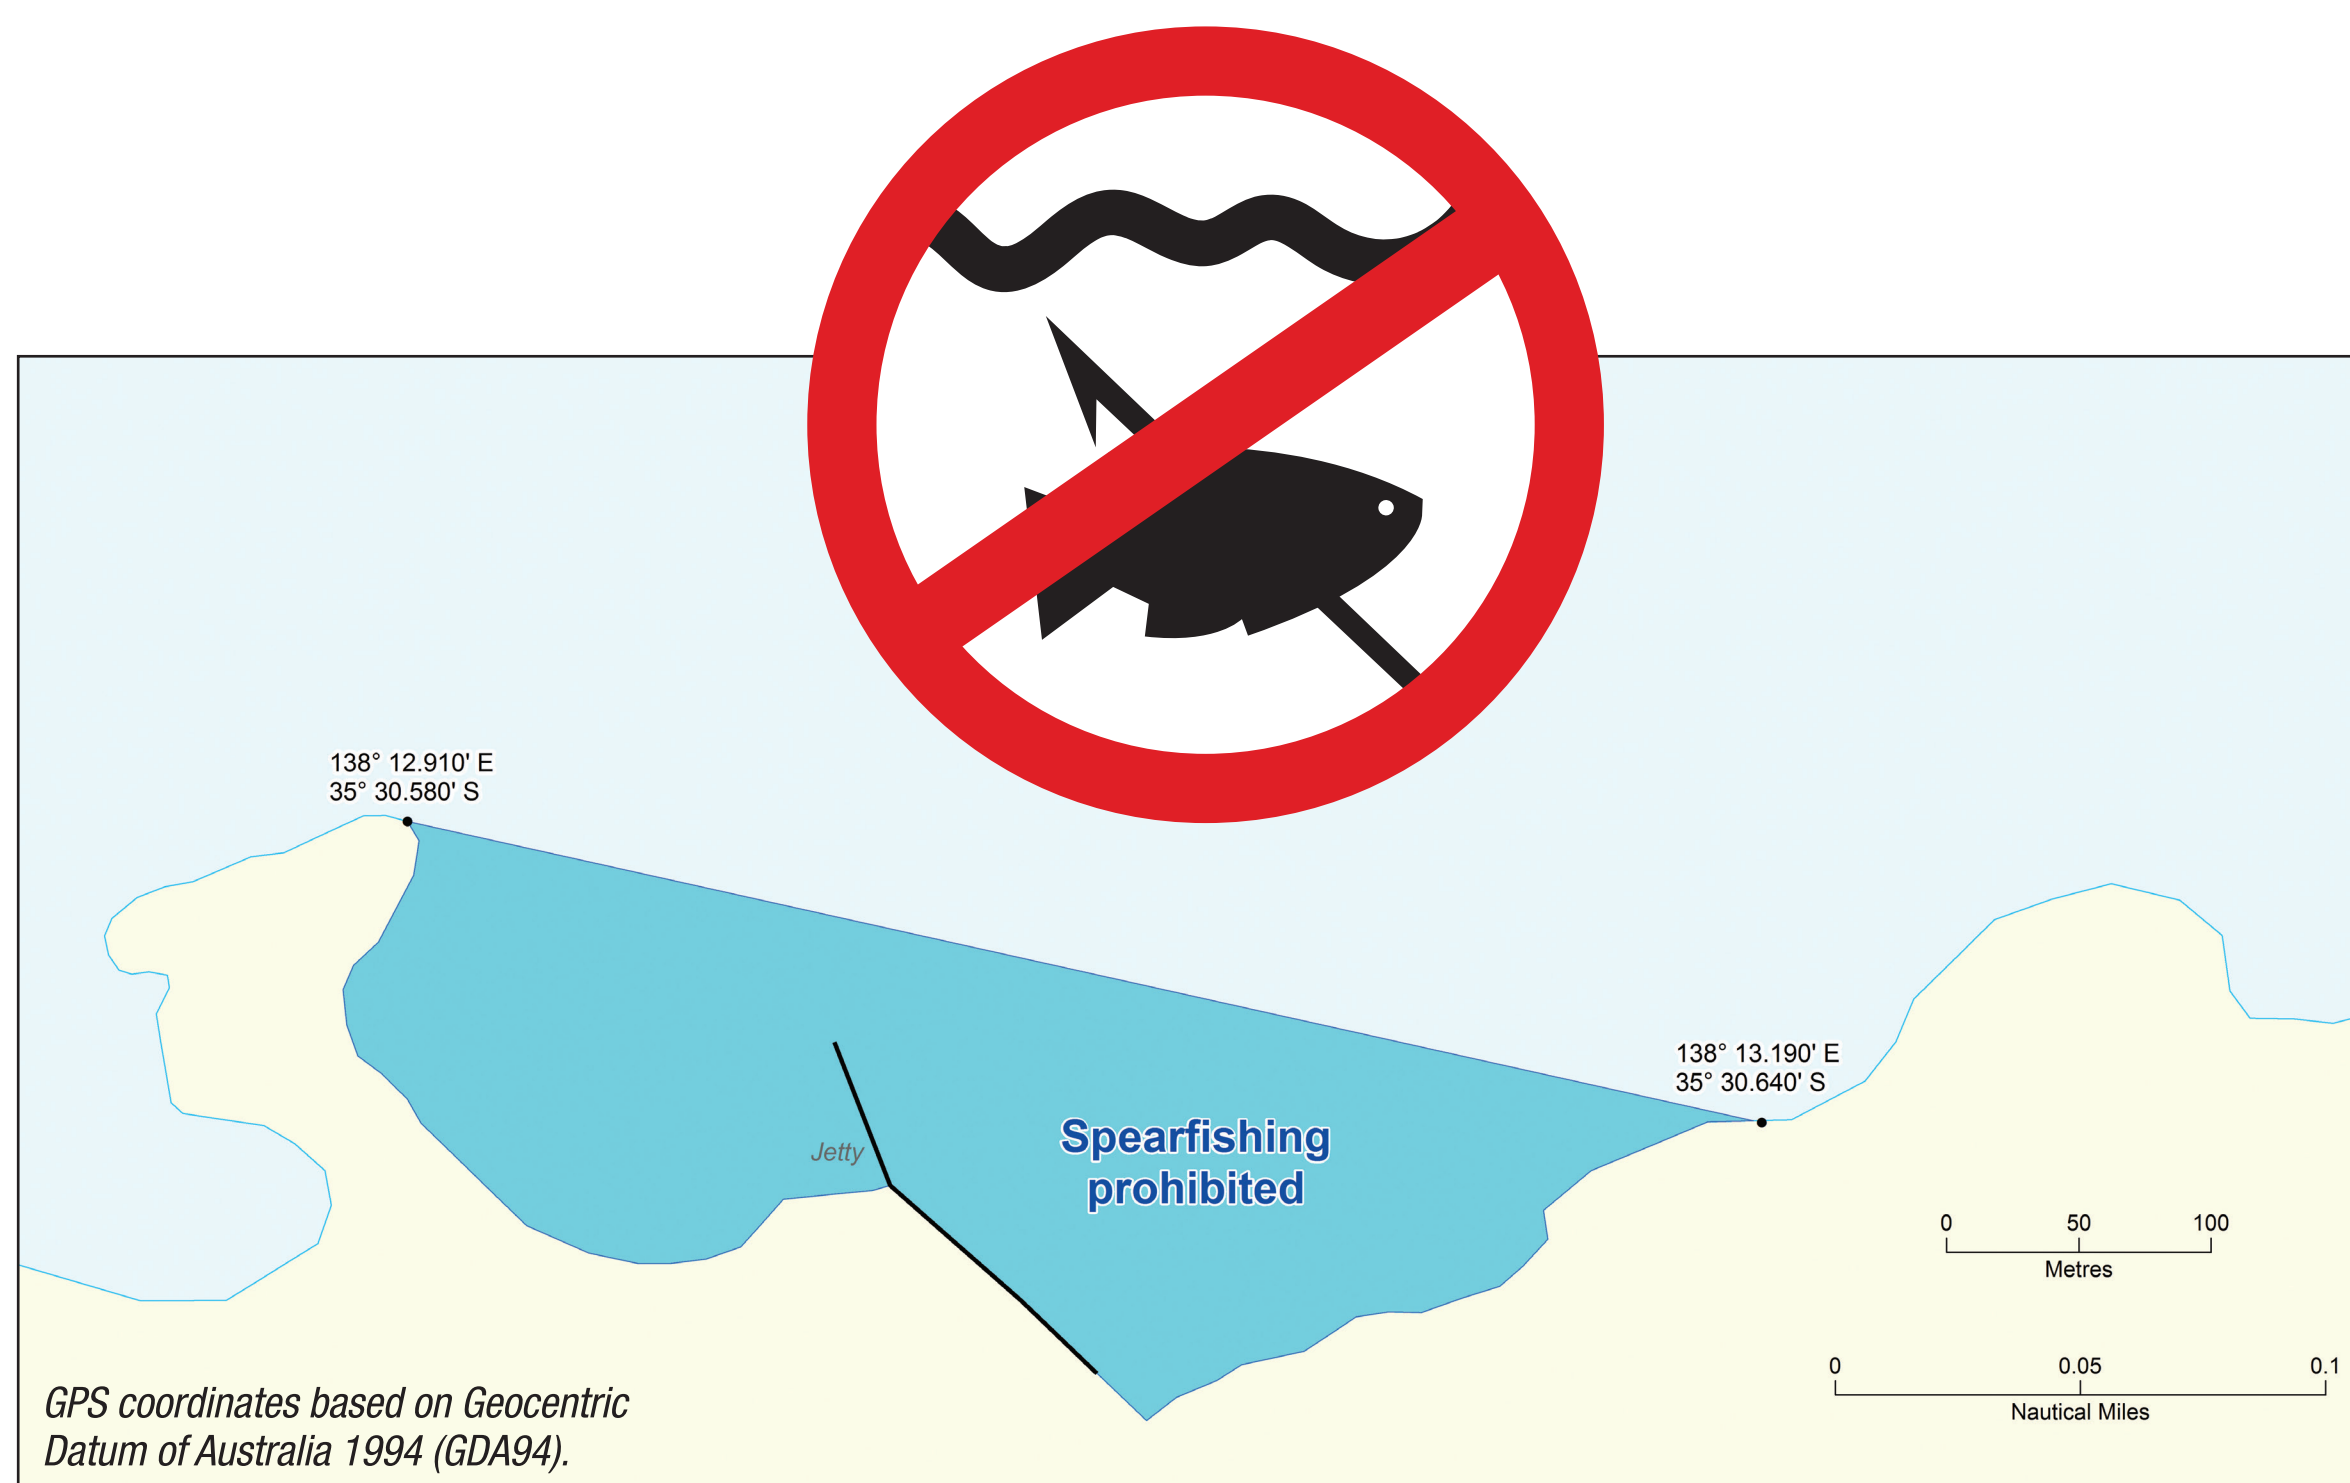 138° 12.910' E
35° 30.580' S
138° 13.190' E
35° 30.640' S
Jetty
Spearfishing
prohibited
0 50 100
Metres
0 0.05 0.1
Nautical Miles
GPS coordinates based on Geocentric
Datum of Australia 1994 (GDA94).